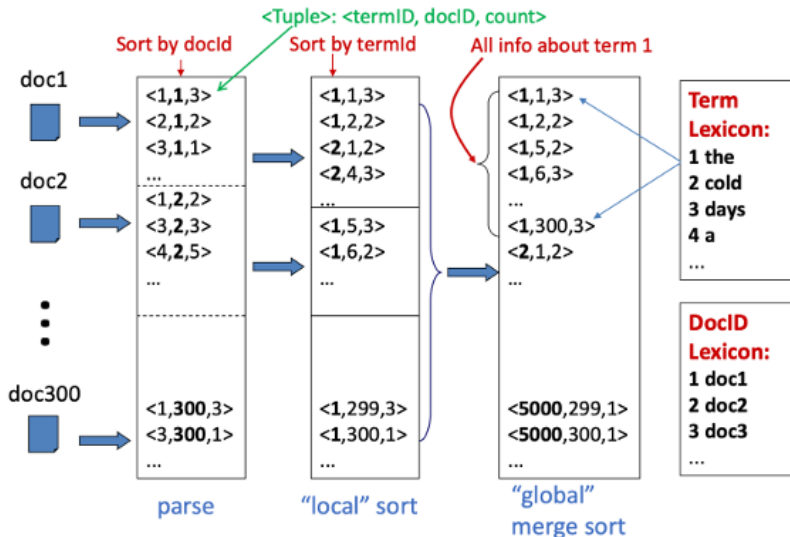 <Tuple>: <termID, docID, count>
Sort by docId
Sort by termId
All info about term 1
doc1
doc2
doc300
<1,1,3>
<2,1,2>
<3,1,1>
...
<1,2,2>
<3,2,3>
<4,2,5>
...
<1,300,3>
<3,300,1>
...
parse
<1,1,3>
<1,2,2>
<2,1,2>
<2,4,3>
...
<1,5,3>
<1,6,2>
...
<1,299,3>
<1,300,1>
...
“local” sort
<1,1,3>
<1,2,2>
<1,5,2>
<1,6,3>
...
<1,300,3>
<2,1,2>
...
<5000,299,1>
<5000,300,1>
...
“global”
merge sort
Term
Lexicon:
1 the
2 cold
3 days
4 a
...
DocID
Lexicon:
1 doc1
2 doc2
3 doc3
...